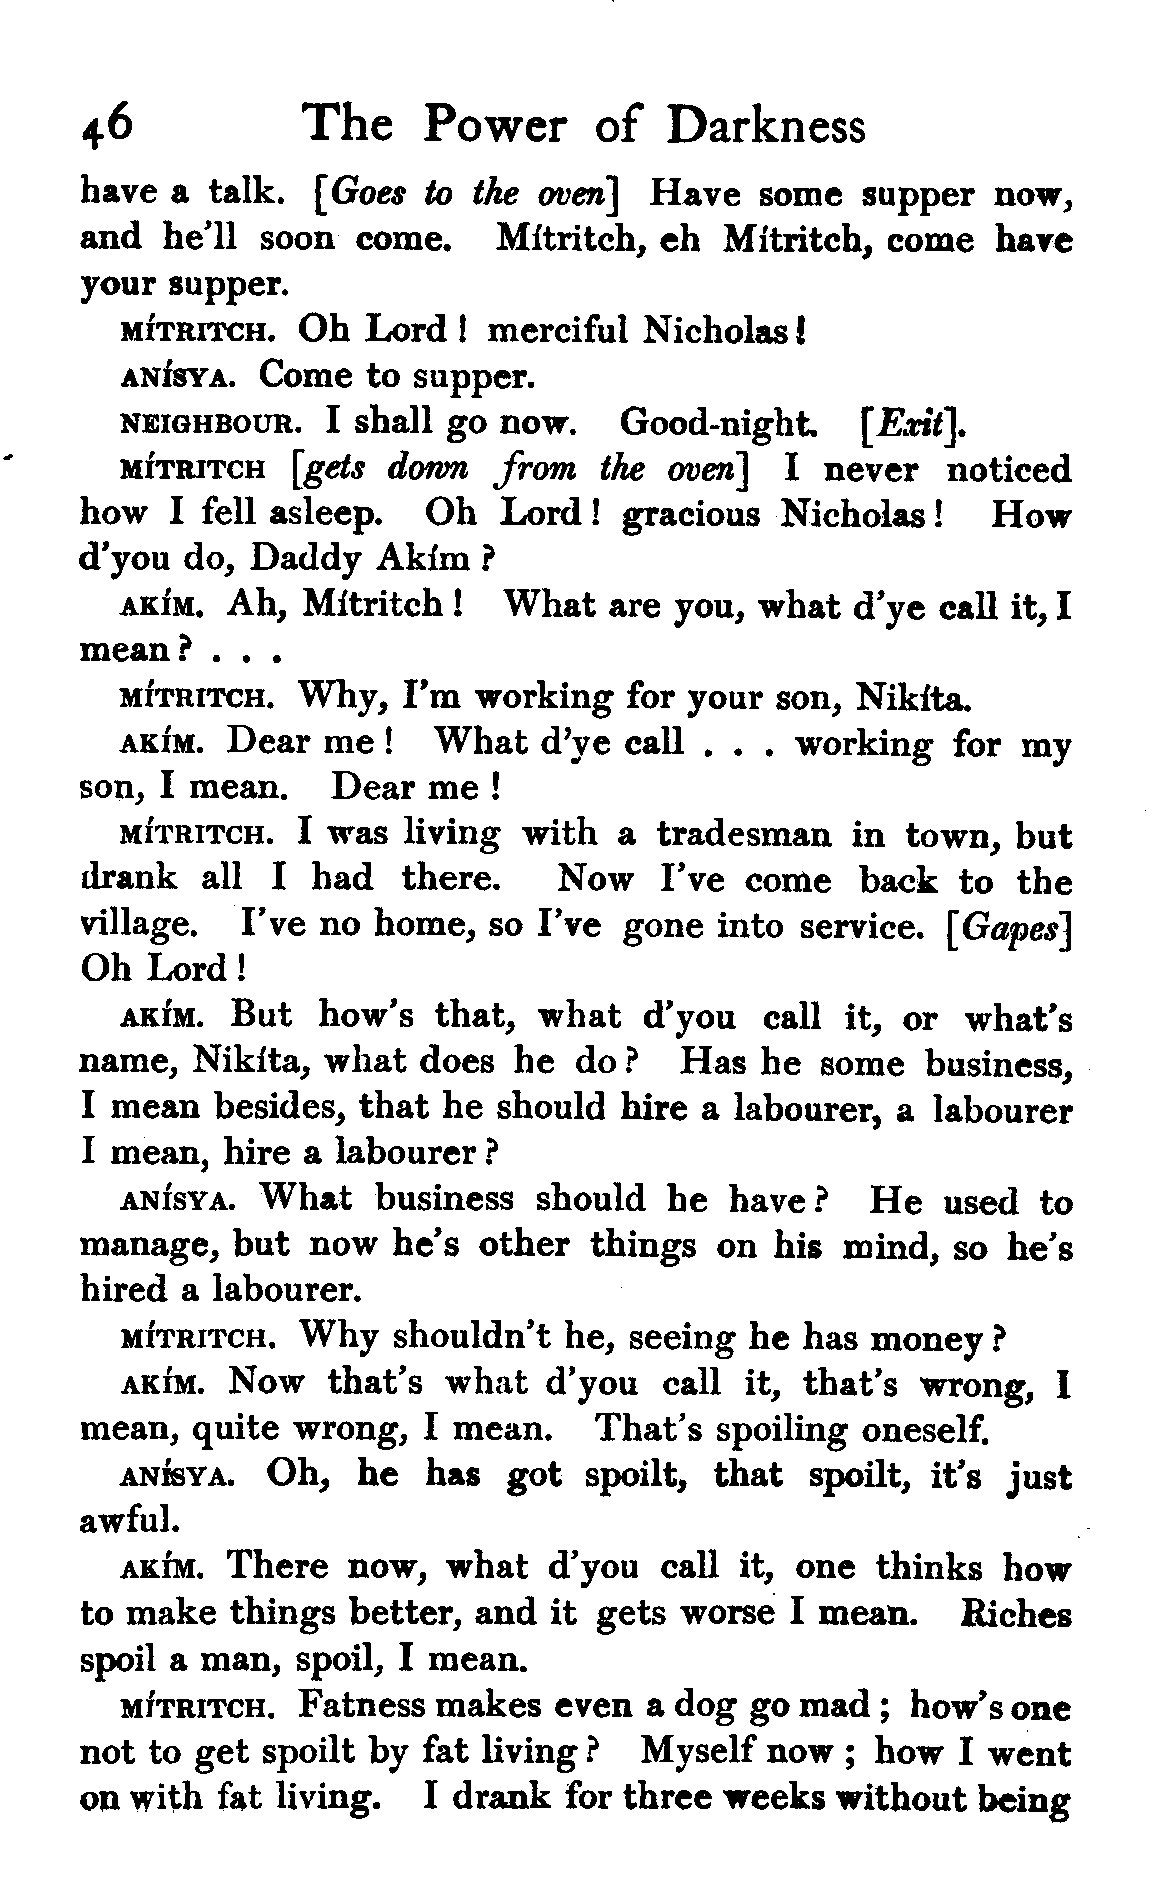 46 The Power of Darkness
have a talk. [Goes to the oven] Have some supper now,
and he'll soon come. Mítritch, eh Mítritch, come have
your supper.
MÍTRITCH. Oh Lord! merciful Nicholas!
ANÍSYA. Come to supper.
NEIGHBOUR. I shall go now. Good-night. [Exit].
MÍTRITCH [gets down from the oven] I never noticed
how I fell asleep. Oh Lord! gracious Nicholas! How
d'you do, Daddy Akím?
AKÍM. Ah, Mítritch! What are you, what d'ye call it, I
mean? . . .
MÍTRITCH. Why, I'm working for your son, Nikíta.
AKÍM. Dear me! What d'ye call . . . working for my
son, I mean. Dear me!
MÍTRITCH. I was living with a tradesman in town, but
drank all I had there. Now I've come back to the
village. I've no home, so I've gone into service. [Gapes]
Oh Lord!
AKÍM. But how's that, what d'you call it, or what's
name, Nikíta, what does he do? Has he some business,
I mean besides, that he should hire a labourer, a labourer
I mean, hire a labourer?
ANÍSYA. What business should he have? He used to
manage, but now he's other things on his mind, so he's
hired a labourer.
MÍTRITCH. Why shouldn't he, seeing he has money?
AKÍM. Now that's what d'you call it, that's wrong, I
mean, quite wrong, I mean. That's spoiling oneself.
ANÍSYA. Oh, he has got spoilt, that spoilt, it's just
awful.
AKÍM. There now, what d'you call it, one thinks how
to make things better, and it gets worse I mean. Riches
spoil a man, spoil, I mean.
MÍTRITCH. Fatness makes even a dog go mad; how's one
not to get spoilt by fat living? Myself now; how I went
on with fat living. I drank for three weeks without being